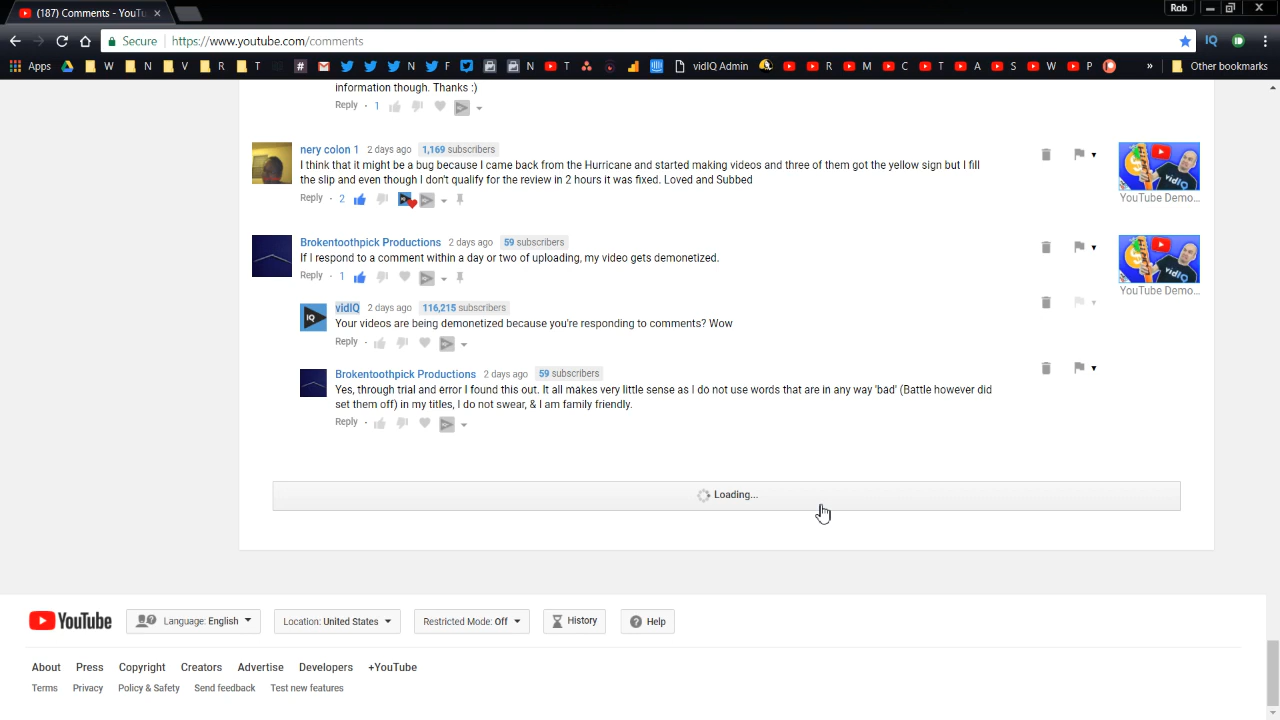 (187) Comments - YouTu
Rob
Secure https://www.youtube.com/comments
IQ
Apps W N V R T # T N F N T vidIQ Admin R M C T A S W P » Other bookmarks
information though. Thanks :)
Reply · 1
nery colon 1 2 days ago 1,169 subscribers
I think that it might be a bug because I came back from the Hurricane and started making videos and three of them got the yellow sign but I fill
the slip and even though I don't qualify for the review in 2 hours it was fixed. Loved and Subbed
Reply · 2
vidIQ
YouTube Demo...
Brokentoothpick Productions 2 days ago 59 subscribers
If I respond to a comment within a day or two of uploading, my video gets demonetized.
Reply · 1
vidIQ
YouTube Demo...
IQ
vidIQ 2 days ago 116,215 subscribers
Your videos are being demonetized because you're responding to comments? Wow
Reply ·
Brokentoothpick Productions 2 days ago 59 subscribers
Yes, through trial and error I found this out. It all makes very little sense as I do not use words that are in any way 'bad' (Battle however did
set them off) in my titles, I do not swear, & I am family friendly.
Reply ·
Loading...
YouTube Language: English Location: United States Restricted Mode: Off History Help
About Press Copyright Creators Advertise Developers +YouTube
Terms Privacy Policy & Safety Send feedback Test new features